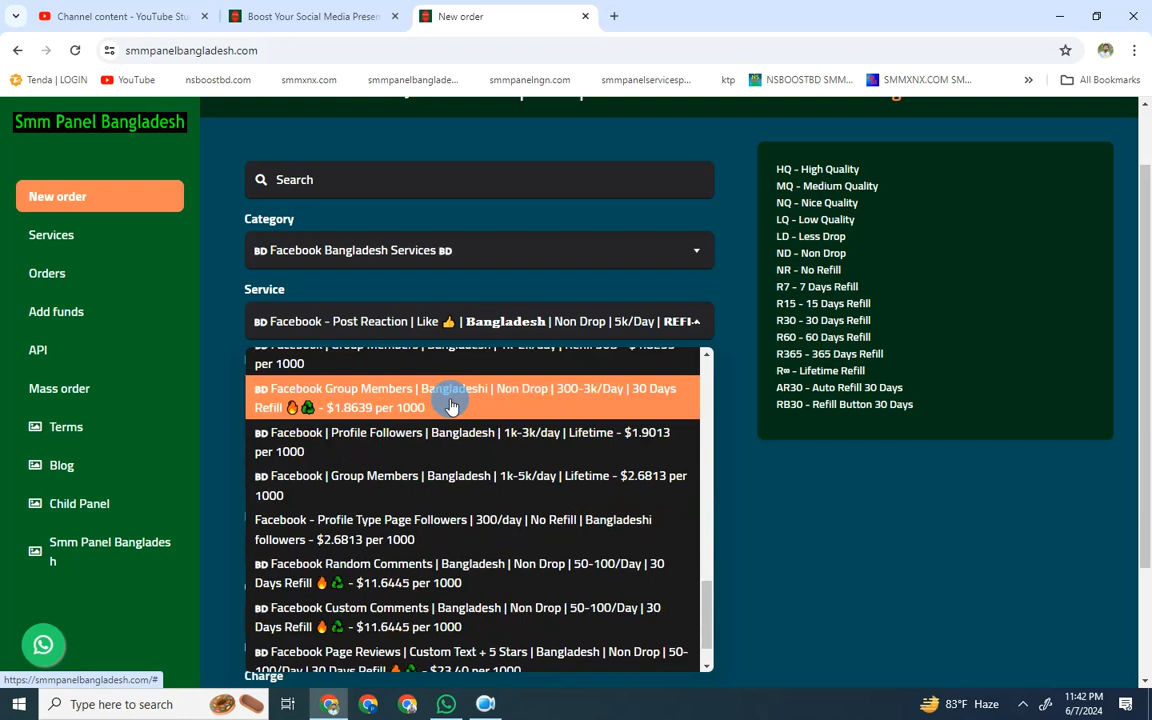 Channel content - YouTube Stu
Boost Your Social Media Presen
New order
smmpanelbangladesh.com
Tenda | LOGIN
YouTube
nsboostbd.com
smmxnx.com
smmpanelbanglade...
smmpanelngn.com
smmpanelservicesp...
ktp
NSBOOSTBD SMM...
SMMXNX.COM SM...
All Bookmarks
Smm Panel Bangladesh
New order
Services
Orders
Add funds
API
Mass order
Terms
Blog
Child Panel
Smm Panel Banglades
h
Search
Category
BD Facebook Bangladesh Services BD
Service
BD Facebook - Post Reaction | Like 👍 | Bangladesh | Non Drop | 5k/Day | REFI
per 1000
BD Facebook Group Members | Bangladeshi | Non Drop | 300-3k/Day | 30 Days
Refill 🔥♻ - $1.8639 per 1000
BD Facebook | Profile Followers | Bangladesh | 1k-3k/day | Lifetime - $1.9013
per 1000
BD Facebook | Group Members | Bangladesh | 1k-5k/day | Lifetime - $2.6813 per
1000
Facebook - Profile Type Page Followers | 300/day | No Refill | Bangladeshi
followers - $2.6813 per 1000
BD Facebook Random Comments | Bangladesh | Non Drop | 50-100/Day | 30
Days Refill 🔥♻ - $11.6445 per 1000
BD Facebook Custom Comments | Bangladesh | Non Drop | 50-100/Day | 30
Days Refill 🔥♻ - $11.6445 per 1000
BD Facebook Page Reviews | Custom Text + 5 Stars | Bangladesh | Non Drop | 50-
100/Day | 30 Days Refill 🔥♻ - $23.40 per 1000
Charge
HQ - High Quality
MQ - Medium Quality
NQ - Nice Quality
LQ - Low Quality
LD - Less Drop
ND - Non Drop
NR - No Refill
R7 - 7 Days Refill
R15 - 15 Days Refill
R30 - 30 Days Refill
R60 - 60 Days Refill
R365 - 365 Days Refill
R∞ - Lifetime Refill
AR30 - Auto Refill 30 Days
RB30 - Refill Button 30 Days
https://smmpanelbangladesh.com/#
Type here to search
83°F Haze
11:42 PM
6/7/2024